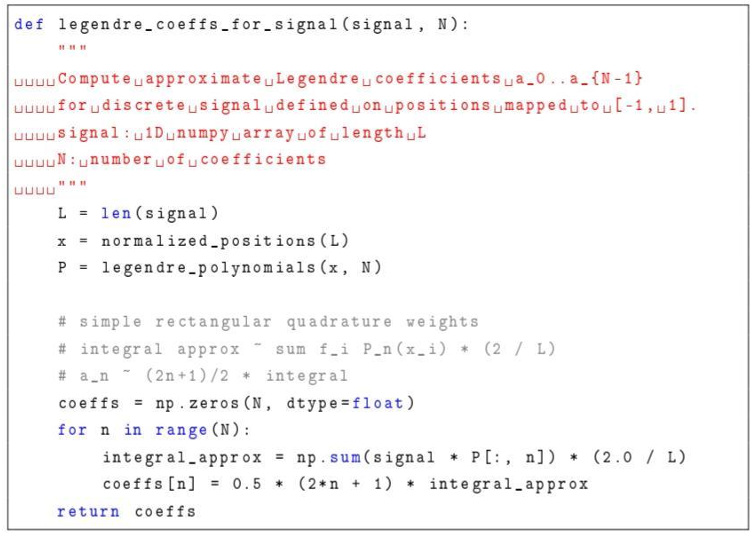 def legendre_coeffs_for_signal(signal, N):
    """
␣␣␣␣Compute␣approximate␣Legendre␣coefficients␣a_0..a_{N-1}
␣␣␣␣for␣discrete␣signal␣defined␣on␣positions␣mapped␣to␣[-1,␣1].
␣␣␣␣signal:␣1D␣numpy␣array␣of␣length␣L
␣␣␣␣N:␣number␣of␣coefficients
␣␣␣␣"""
    L = len(signal)
    x = normalized_positions(L)
    P = legendre_polynomials(x, N)

    # simple rectangular quadrature weights
    # integral approx ~ sum f_i P_n(x_i) * (2 / L)
    # a_n ~ (2n+1)/2 * integral
    coeffs = np.zeros(N, dtype=float)
    for n in range(N):
        integral_approx = np.sum(signal * P[:, n]) * (2.0 / L)
        coeffs[n] = 0.5 * (2*n + 1) * integral_approx
    return coeffs